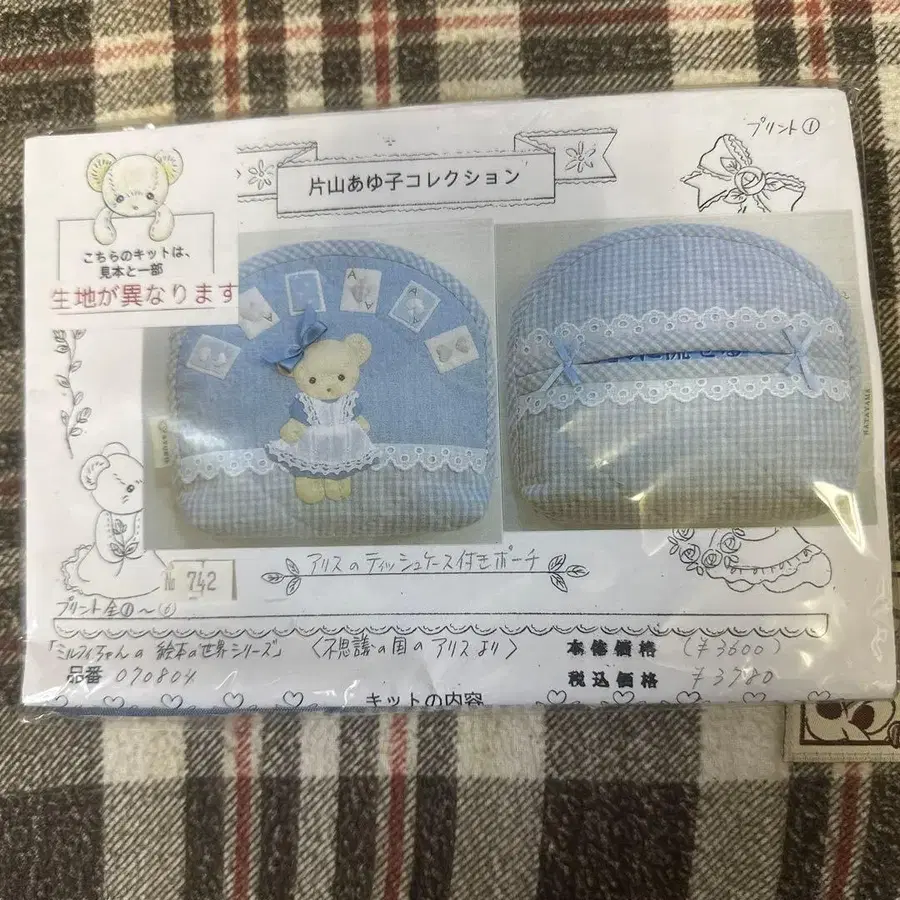 プリント①
片山あゆ子コレクション
こちらのキットは、
見本と一部
生地が異なります
A
A
A
A
KATAYAMA
アリスのティッシュケース付きポーチ
No 742
プリント全①～⑥
「ミルフィちゃんの 絵本の世界シリーズ」 〈不思議の国の アリスより〉 本体価格 (¥3600)
品番 070804 税込価格 ¥3780
キットの内容